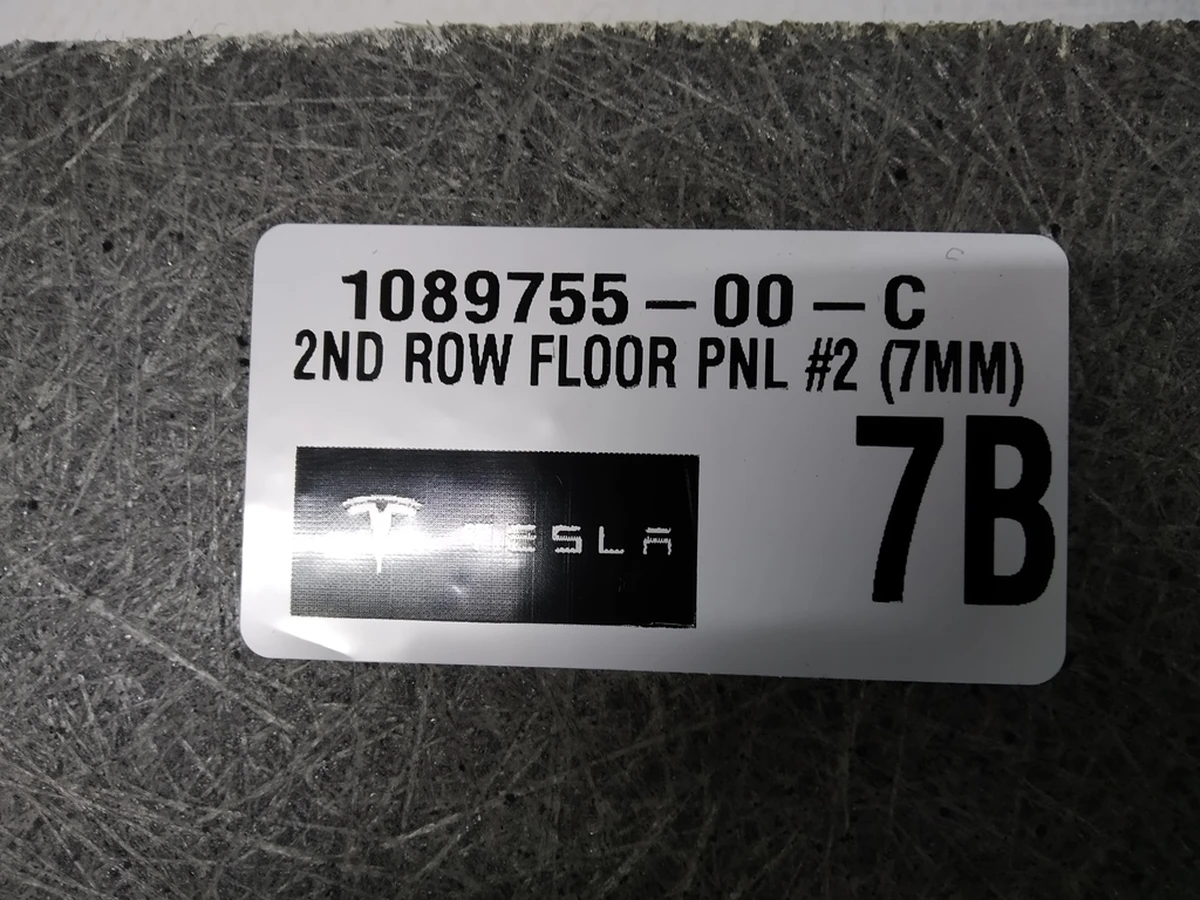 1089755-00-C
2ND ROW FLOOR PNL #2 (7MM)
7B
TESLA